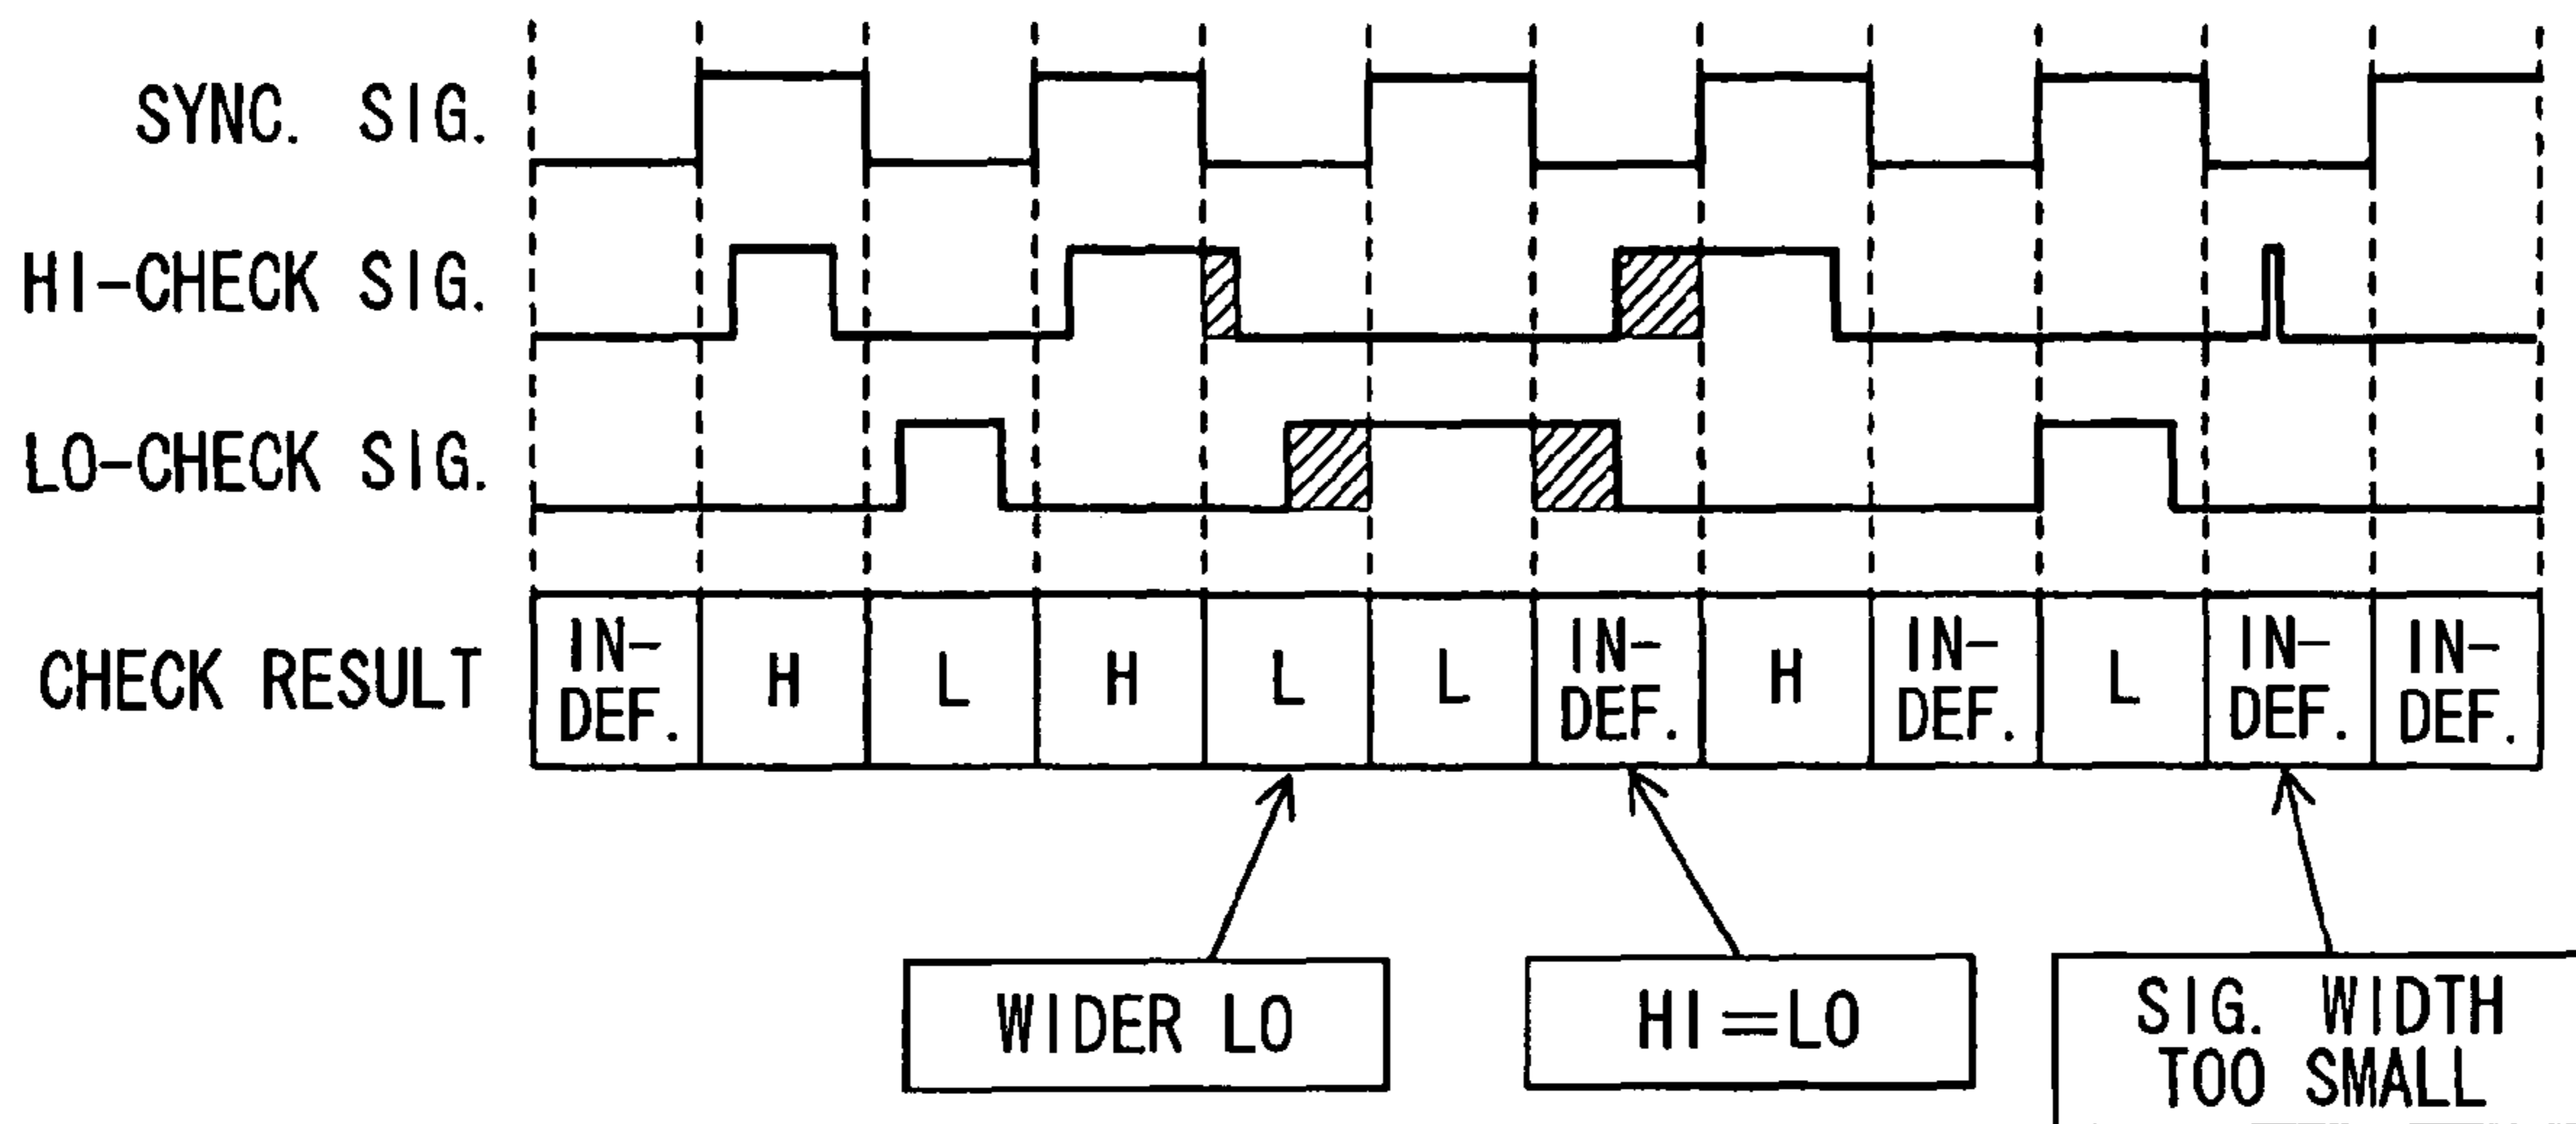 SYNC. SIG.
HI-CHECK SIG.
LO-CHECK SIG.
CHECK RESULT
IN-
DEF.
H
L
H
L
L
IN-
DEF.
H
IN-
DEF.
L
IN-
DEF.
IN-
DEF.
WIDER LO
HI=LO
SIG. WIDTH
TOO SMALL